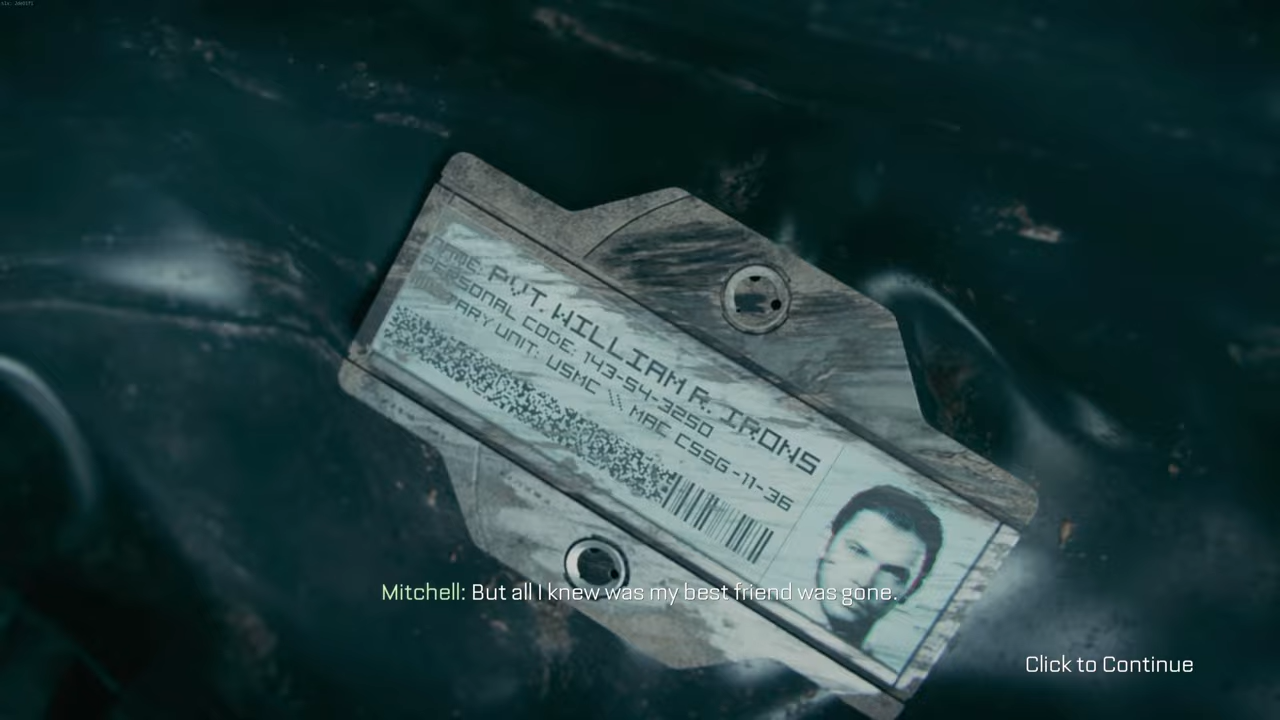 NAME: PVT. WILLIAM R. IRONS
PERSONAL CODE: 143-54-3250
MILITARY UNIT: USMC \\ MAC CSSG-11-36
Mitchell: But all I knew was my best friend was gone.
Click to Continue